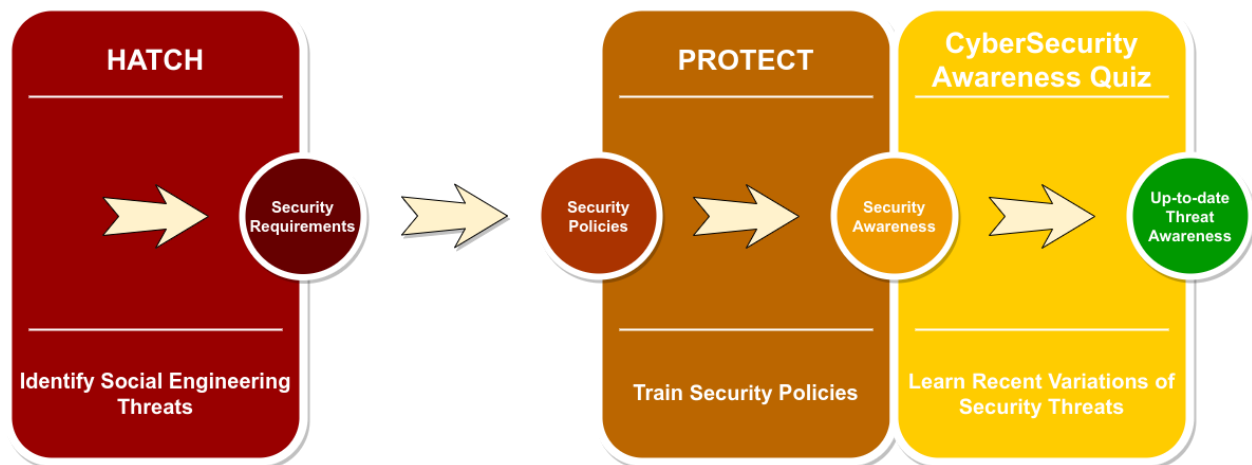 HATCH
PROTECT
CyberSecurity
Awareness Quiz
Security
Requirements
Security
Policies
Security
Awareness
Up-to-date
Threat
Awareness
Identify Social Engineering
Threats
Train Security Policies
Learn Recent Variations of
Security Threats